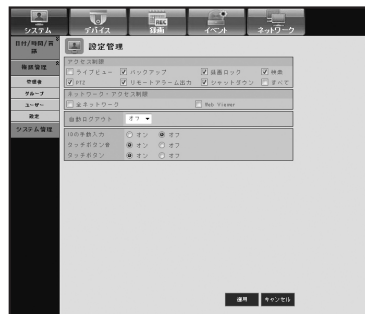 システム デバイス 録画 イベント ネットワーク
REC
日付/時間/言語
権限管理
管理者
グループ
ユーザー
設定
システム管理
設定管理
アクセス制限
ライブビュー バックアップ 録画ロック 検索
PTZ リモートアラーム出力 シャットダウン すべて
ネットワーク・アクセス制限
全ネットワーク Web Viewer
自動ログアウト オフ
IDの手動入力 オン オフ
タッチボタン音 オン オフ
タッチボタン オン オフ
適用 キャンセル